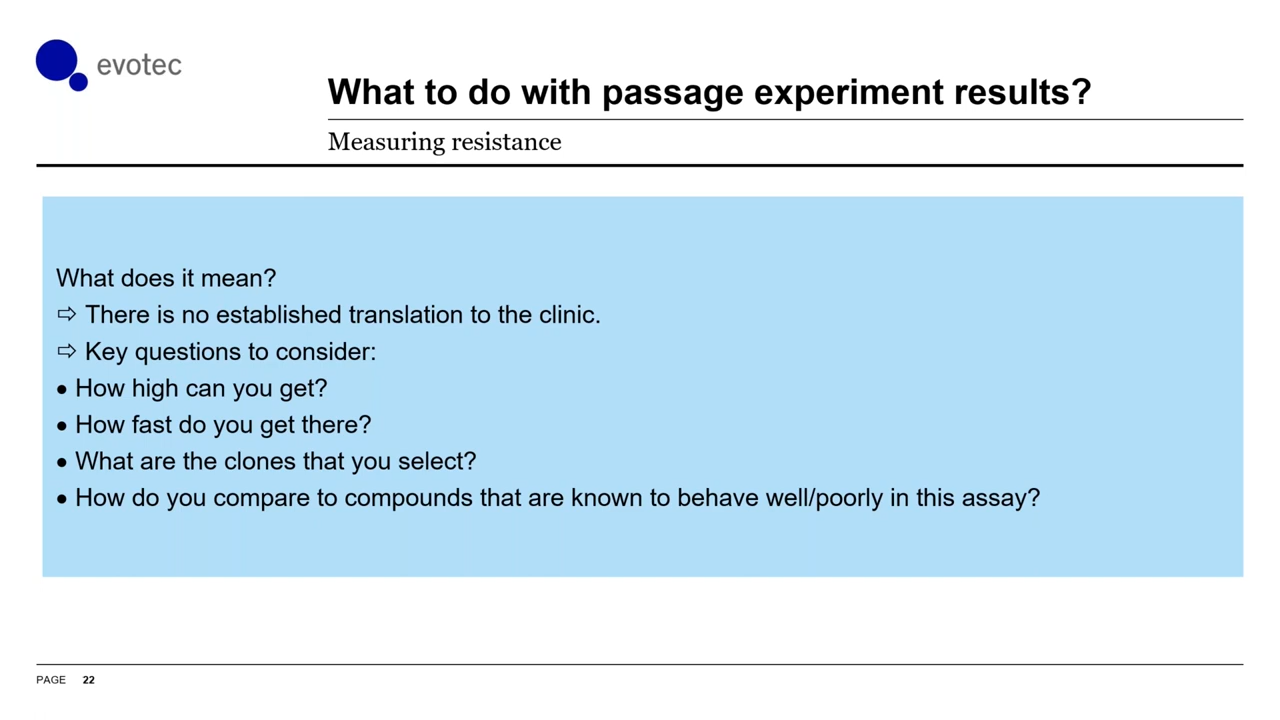 evotec
What to do with passage experiment results?
Measuring resistance
What does it mean?
⇨ There is no established translation to the clinic.
⇨ Key questions to consider:
• How high can you get?
• How fast do you get there?
• What are the clones that you select?
• How do you compare to compounds that are known to behave well/poorly in this assay?
PAGE 22